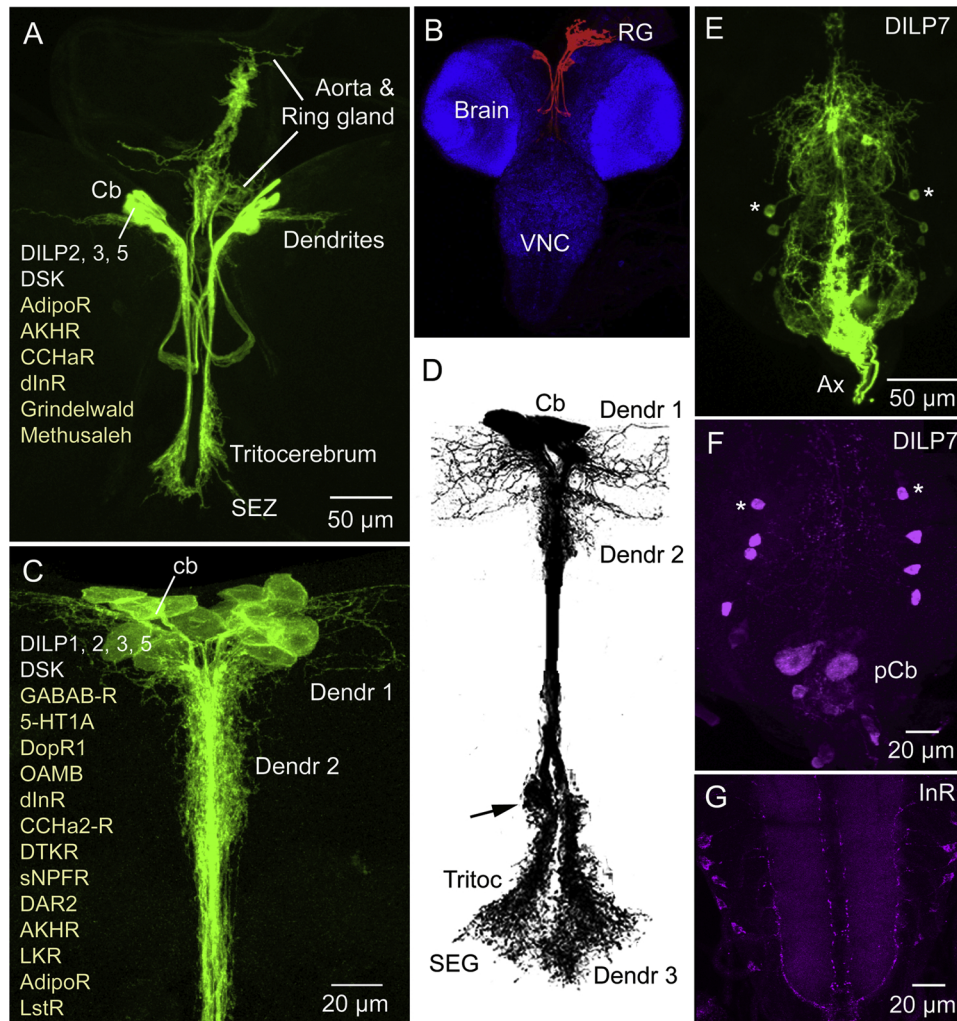 A
Aorta &
Ring gland
Cb
DILP2, 3, 5
DSK
AdipoR
AKHR
CCHaR
dInR
Grindelwald
Methusaleh
Dendrites
Tritocerebrum
SEZ
50 µm
B
RG
Brain
VNC
C
cb
DILP1, 2, 3, 5
DSK
GABAB-R
5-HT1A
DopR1
OAMB
dInR
CCHa2-R
DTKR
sNPFR
DAR2
AKHR
LKR
AdipoR
LstR
Dendr 1
Dendr 2
20 µm
D
Cb
Dendr 1
Dendr 2
Tritoc
SEG
Dendr 3
E
DILP7
*
*
Ax
50 µm
F
DILP7
*
*
pCb
20 µm
G
InR
20 µm